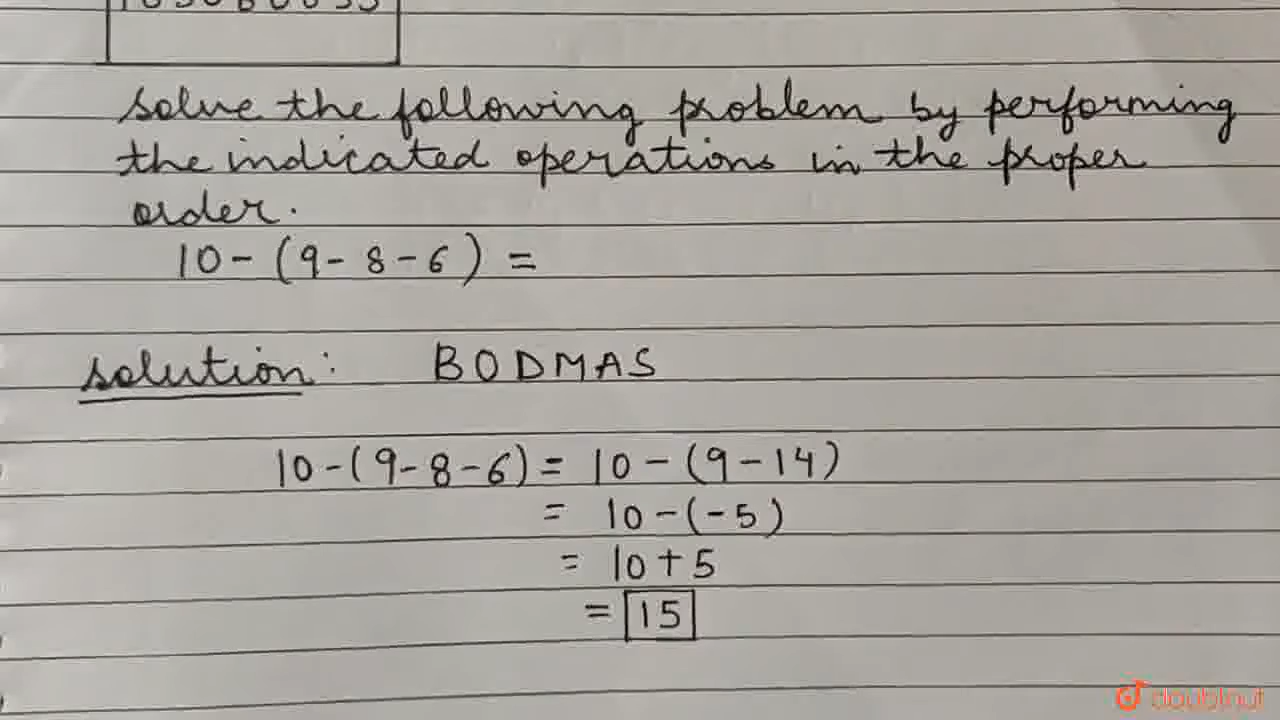 solve the following problem by performing
the indicated operations in the proper
order.
10 - (9 - 8 - 6) =
solution: BODMAS
10 - (9 - 8 - 6) = 10 - (9 - 14)
= 10 - (-5)
= 10 + 5
= 15
doubtnut